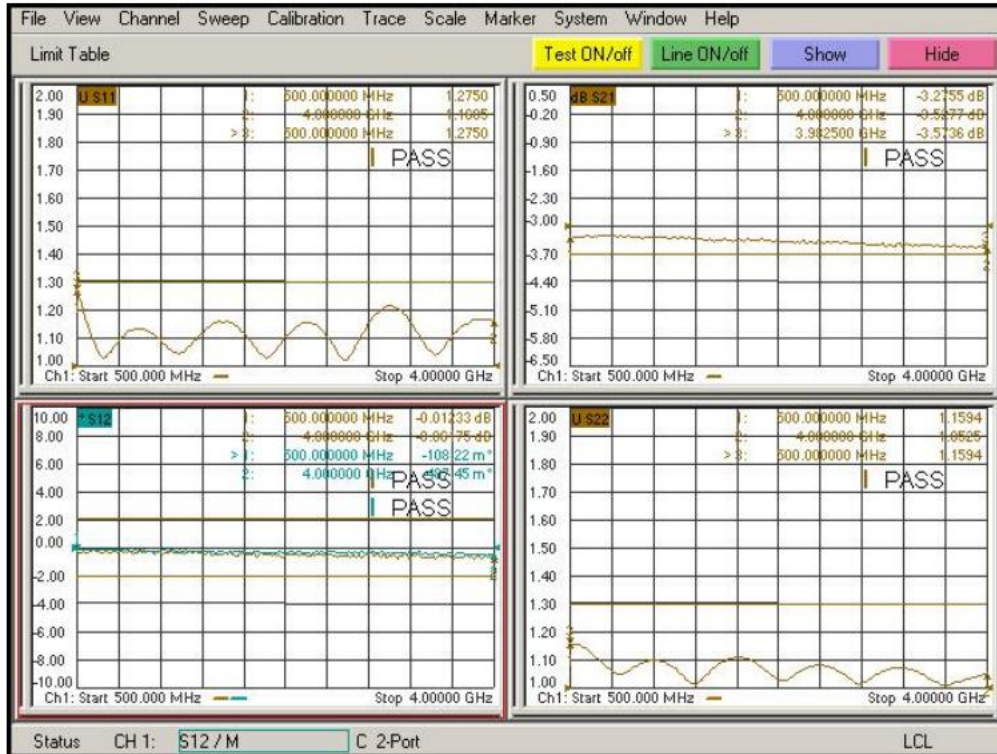 File View Channel Sweep Calibration Trace Scale Marker System Window Help
Limit Table Test ON/off Line ON/off Show Hide
U S11
1: 500.000000 MHz 1.2750
2: 4.000000 GHz
> 3: 500.000000 MHz 1.2750
PASS
2.00
1.90
1.80
1.70
1.60
1.50
1.40
1.30
1.20
1.10
1.00
Ch1: Start 500.000 MHz Stop 4.00000 GHz
dB S21
1: 500.000000 MHz -3.2755 dB
2: 4.000000 GHz -3.5277 dB
> 3: 3.982500 GHz -3.5736 dB
PASS
0.50
-0.20
-0.90
-1.60
-2.30
-3.00
-3.70
-4.40
-5.10
-5.80
-6.50
Ch1: Start 500.000 MHz Stop 4.00000 GHz
° S12
1: 500.000000 MHz -0.01233 dB
2: 4.000000 GHz
> 1: 500.000000 MHz -108.22 m°
2: 4.000000 GHz
PASS
PASS
10.00
8.00
6.00
4.00
2.00
0.00
-2.00
-4.00
-6.00
-8.00
-10.00
Ch1: Start 500.000 MHz Stop 4.00000 GHz
U S22
1: 500.000000 MHz 1.1594
2: 4.000000 GHz 1.0525
> 3: 500.000000 MHz 1.1594
PASS
2.00
1.90
1.80
1.70
1.60
1.50
1.40
1.30
1.20
1.10
1.00
Ch1: Start 500.000 MHz Stop 4.00000 GHz
Status CH 1: S12 / M C 2-Port LCL